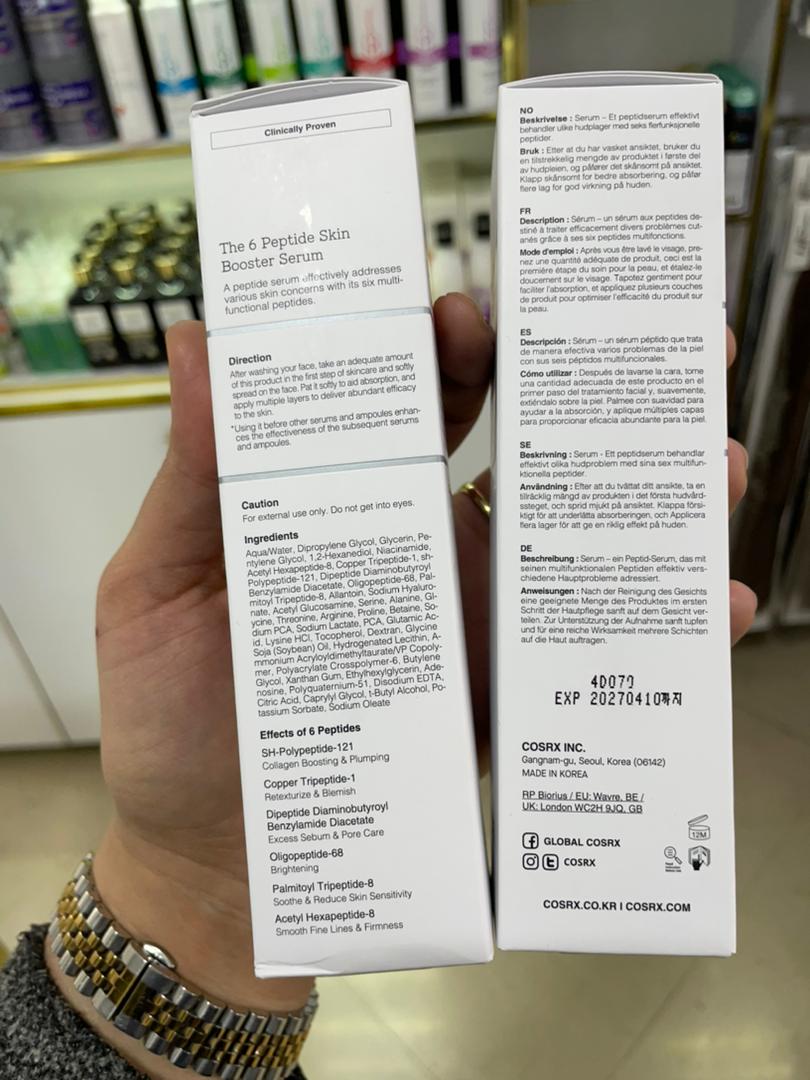 Clinically Proven
The 6 Peptide Skin
Booster Serum
A peptide serum effectively addresses
various skin concerns with its six multi-
functional peptides.
Direction
After washing your face, take an adequate amount
of this product in the first step of skincare and softly
spread on the face. Pat it softly to aid absorption, and
apply multiple layers to deliver abundant efficacy
to the skin.
*Using it before other serums and ampoules enhan-
ces the effectiveness of the subsequent serums
and ampoules.
Caution
For external use only. Do not get into eyes.
Ingredients
Aqua/Water, Dipropylene Glycol, Glycerin, Pe-
ntylene Glycol, 1,2-Hexanediol, Niacinamide,
Acetyl Hexapeptide-8, Copper Tripeptide-1, sh-
Polypeptide-121, Dipeptide Diaminobutyroyl
Benzylamide Diacetate, Oligopeptide-68, Pal-
mitoyl Tripeptide-8, Allantoin, Sodium Hyaluro-
nate, Acetyl Glucosamine, Serine, Alanine, Gl-
ycine, Threonine, Arginine, Proline, Betaine, So-
dium PCA, Sodium Lactate, PCA, Glutamic Ac-
id, Lysine HCl, Tocopherol, Dextran, Glycine
Soja (Soybean) Oil, Hydrogenated Lecithin, A-
mmonium Acryloyldimethyltaurate/VP Copoly-
mer, Polyacrylate Crosspolymer-6, Butylene
Glycol, Xanthan Gum, Ethylhexylglycerin, Ade-
nosine, Polyquaternium-51, Disodium EDTA,
Citric Acid, Caprylyl Glycol, t-Butyl Alcohol, Po-
tassium Sorbate, Sodium Oleate
Effects of 6 Peptides
SH-Polypeptide-121
Collagen Boosting & Plumping
Copper Tripeptide-1
Retexturize & Blemish
Dipeptide Diaminobutyroyl
Benzylamide Diacetate
Excess Sebum & Pore Care
Oligopeptide-68
Brightening
Palmitoyl Tripeptide-8
Soothe & Reduce Skin Sensitivity
Acetyl Hexapeptide-8
Smooth Fine Lines & Firmness
NO
Beskrivelse : Serum – Et peptidserum effektivt
behandler ulike hudplager med seks flerfunksjonelle
peptider.
Bruk : Etter at du har vasket ansiktet, bruker du
en tilstrekkelig mengde av produktet i første del
av hudpleien, og påfører det skånsomt på ansiktet.
Klapp skånsomt for bedre absorbering, og påfør
flere lag for god virkning på huden.
FR
Description : Sérum – un sérum aux peptides de-
stiné à traiter efficacement divers problèmes cut-
anés grâce à ses six peptides multifonctions.
Mode d'emploi : Après vous être lavé le visage, pre-
nez une quantité adéquate de produit, ceci est la
première étape du soin pour la peau, et étalez-le
doucement sur le visage. Tapotez gentiment pour
faciliter l'absorption, et appliquez plusieurs couches
de produit pour optimiser l'efficacité du produit sur
la peau.
ES
Descripción : Sérum – un sérum péptido que trata
de manera efectiva varios problemas de la piel
con sus seis péptidos multifuncionales.
Cómo utilizar : Después de lavarse la cara, tome
una cantidad adecuada de este producto en el
primer paso del tratamiento facial y, suavemente,
extiéndalo sobre la piel. Palmee con suavidad para
ayudar a la absorción, y aplique múltiples capas
para proporcionar eficacia abundante para la piel.
SE
Beskrivning : Serum - Ett peptidserum behandlar
effektivt olika hudproblem med sina sex multifun-
ktionella peptider.
Användning : Efter att du tvättat ditt ansikte, ta en
tillräcklig mängd av produkten i det första hudvård-
ssteget, och sprid mjukt på ansiktet. Klappa försi-
ktigt för att underlätta absorberingen, och Applicera
flera lager för att ge en riklig effekt på huden.
DE
Beschreibung : Serum – ein Peptid-Serum, das mit
seinen multifunktionalen Peptiden effektiv vers-
chiedene Hauptprobleme adressiert.
Anweisungen : Nach der Reinigung des Gesichts
eine geeignete Menge des Produktes im ersten
Schritt der Hautpflege sanft auf dem Gesicht ver-
teilen. Zur Unterstützung der Aufnahme sanft tupfen
und für eine reiche Wirksamkeit mehrere Schichten
auf die Haut auftragen.
4D079
EXP 20270410까지
COSRX INC.
Gangnam-gu, Seoul, Korea (06142)
MADE IN KOREA
RP Biorius / EU: Wavre, BE /
UK: London WC2H 9JQ, GB
12M
GLOBAL COSRX
COSRX
COSRX.CO.KR I COSRX.COM